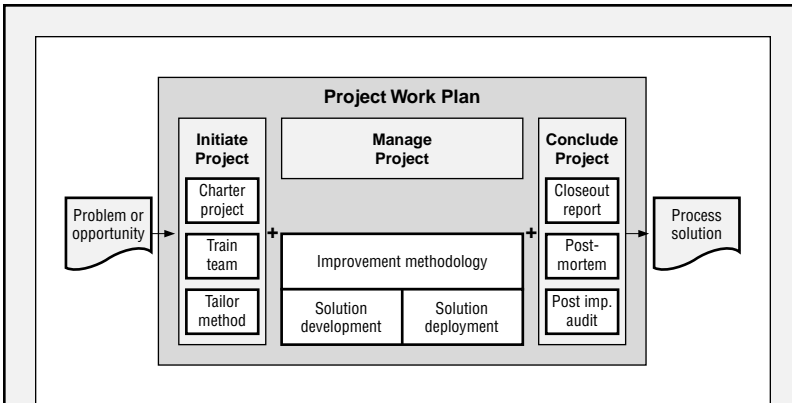 Project Work Plan
Initiate
Project
Charter
project
Train
team
Tailor
method
Manage
Project
Improvement methodology
Solution
development
Solution
deployment
Conclude
Project
Closeout
report
Post-
mortem
Post imp.
audit
Problem or
opportunity
+
+
Process
solution